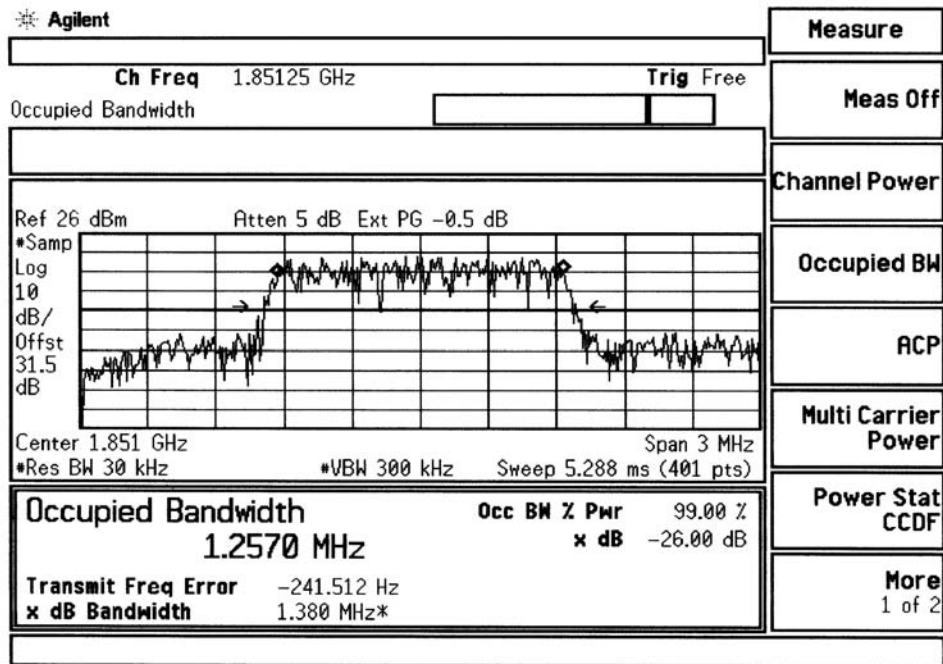 Agilent
Measure
Ch Freq 1.85125 GHz Trig Free
Occupied Bandwidth
Meas Off
Channel Power
Occupied BW
ACP
Multi Carrier
Power
Power Stat
CCDF
More
1 of 2
Ref 26 dBm Atten 5 dB Ext PG -0.5 dB
*Samp
Log
10
dB/
Offst
31.5
dB
Center 1.851 GHz Span 3 MHz
*Res BW 30 kHz *VBW 300 kHz Sweep 5.288 ms (401 pts)
Occupied Bandwidth Occ BW % Pwr 99.00 %
1.2570 MHz x dB -26.00 dB
Transmit Freq Error -241.512 Hz
x dB Bandwidth 1.380 MHz*